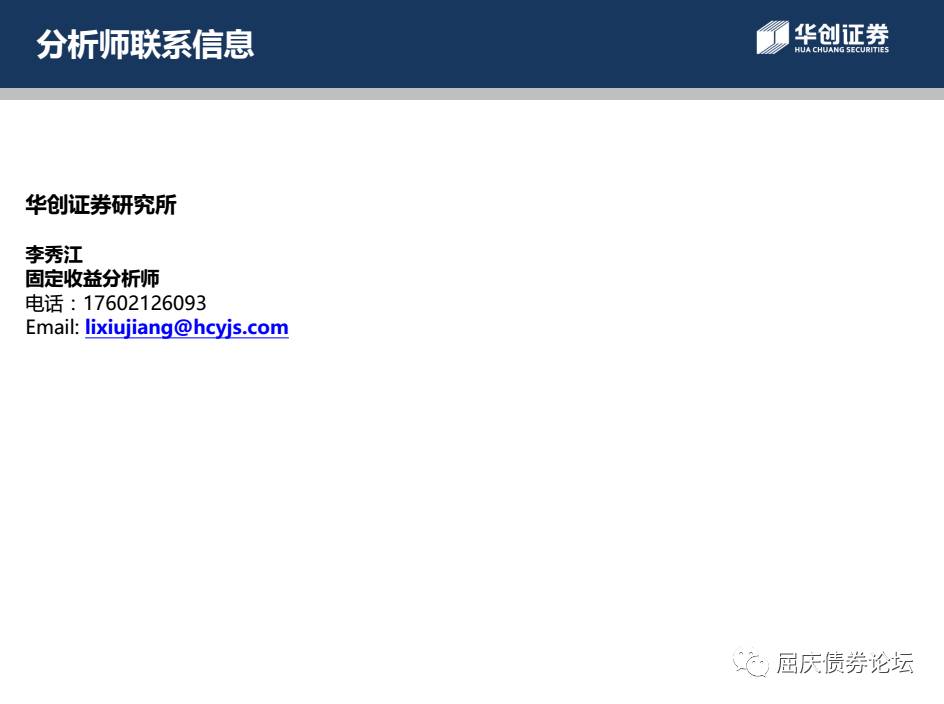 分析师联系信息
华创证券
HUA CHUANG SECURITIES
华创证券研究所
李秀江
固定收益分析师
电话：17602126093
Email: lixiujiang@hcyjs.com
屈庆债券论坛